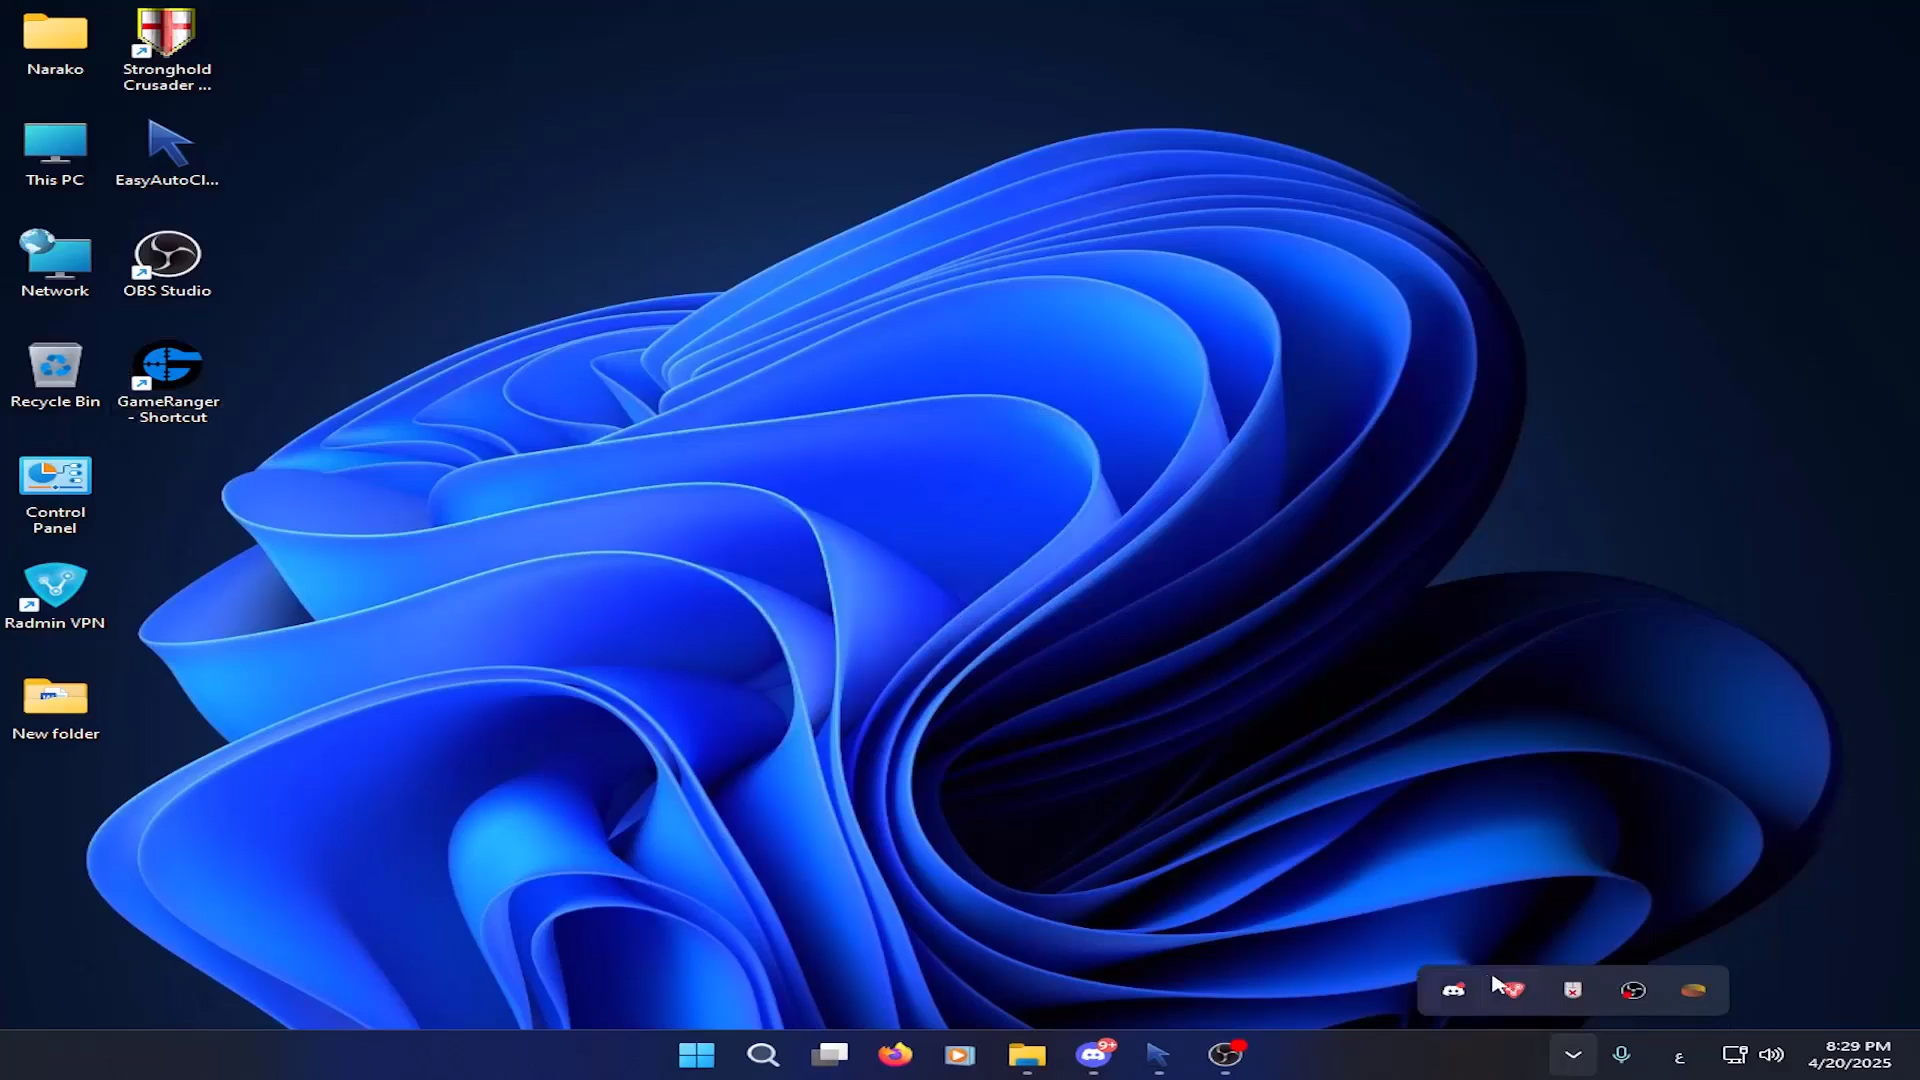 Narako
Stronghold
Crusader ...
This PC
EasyAutoCl...
Network
OBS Studio
Recycle Bin
GameRanger
- Shortcut
Control
Panel
Radmin VPN
New folder
9+
ع
8:29 PM
4/20/2025